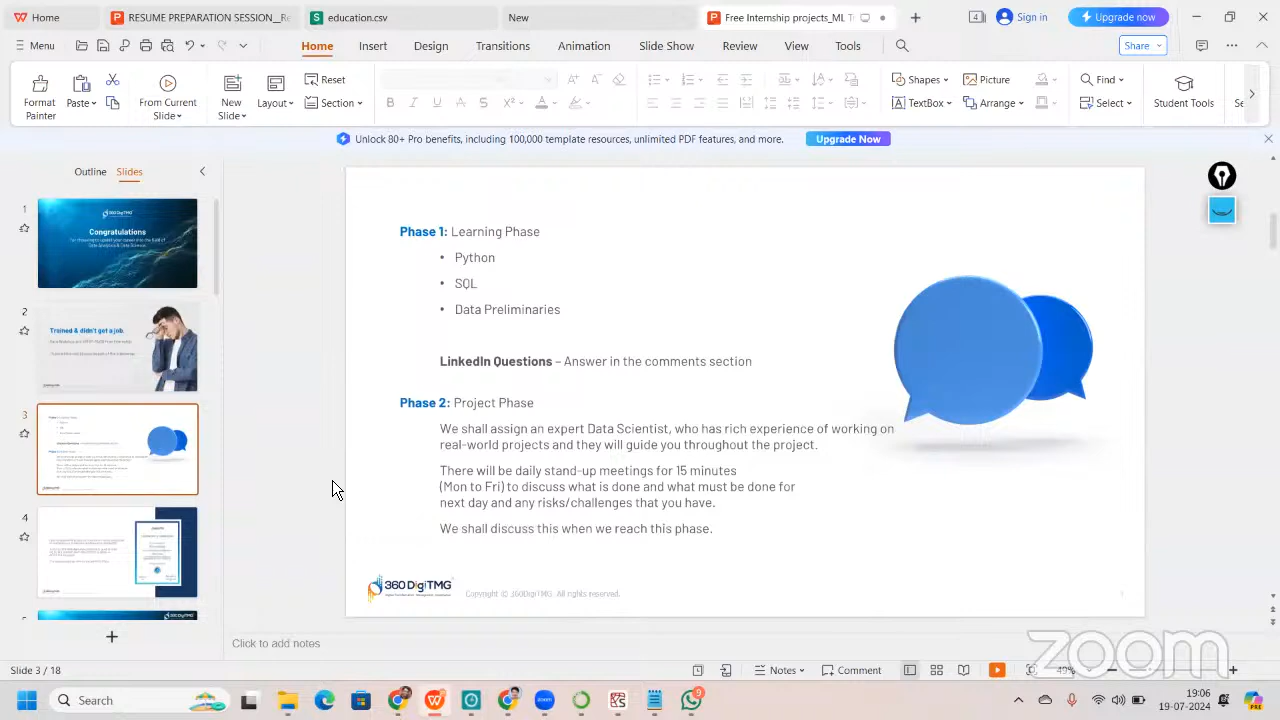 Home
RESUME PREPARATION SESSION__Re
education.csv
New
Free Internship projects_ML T
Sign in
Upgrade now
Menu
Home
Insert
Design
Transitions
Animation
Slide Show
Review
View
Tools
Share
Paste
From Current
Slide
New
Slide
Layout
Reset
Section
Shapes
Picture
TextBox
Arrange
Find
Select
Student Tools
Unlock 80+ Pro benefits, including 100,000 template resources, unlimited PDF features, and more.
Upgrade Now
Outline
Slides
1
360DigiTMG
Congratulations
2
Trained & didn't got a job.
3
4
Phase 1: Learning Phase
• Python
• SQL
• Data Preliminaries
LinkedIn Questions – Answer in the comments section
Phase 2: Project Phase
We shall assign an expert Data Scientist, who has rich experience of working on
real-world projects and they will guide you throughout the project.
There will be daily stand-up meetings for 15 minutes
(Mon to Fri) to discuss what is done and what must be done for
next day and any risks/challenges that you have.
We shall discuss this when we reach this phase.
360DigiTMG
Copyright © 360DigiTMG. All rights reserved.
Click to add notes
zoom
Slide 3 / 18
Notes
Comment
49%
Search
9
19:06
19-07-2024